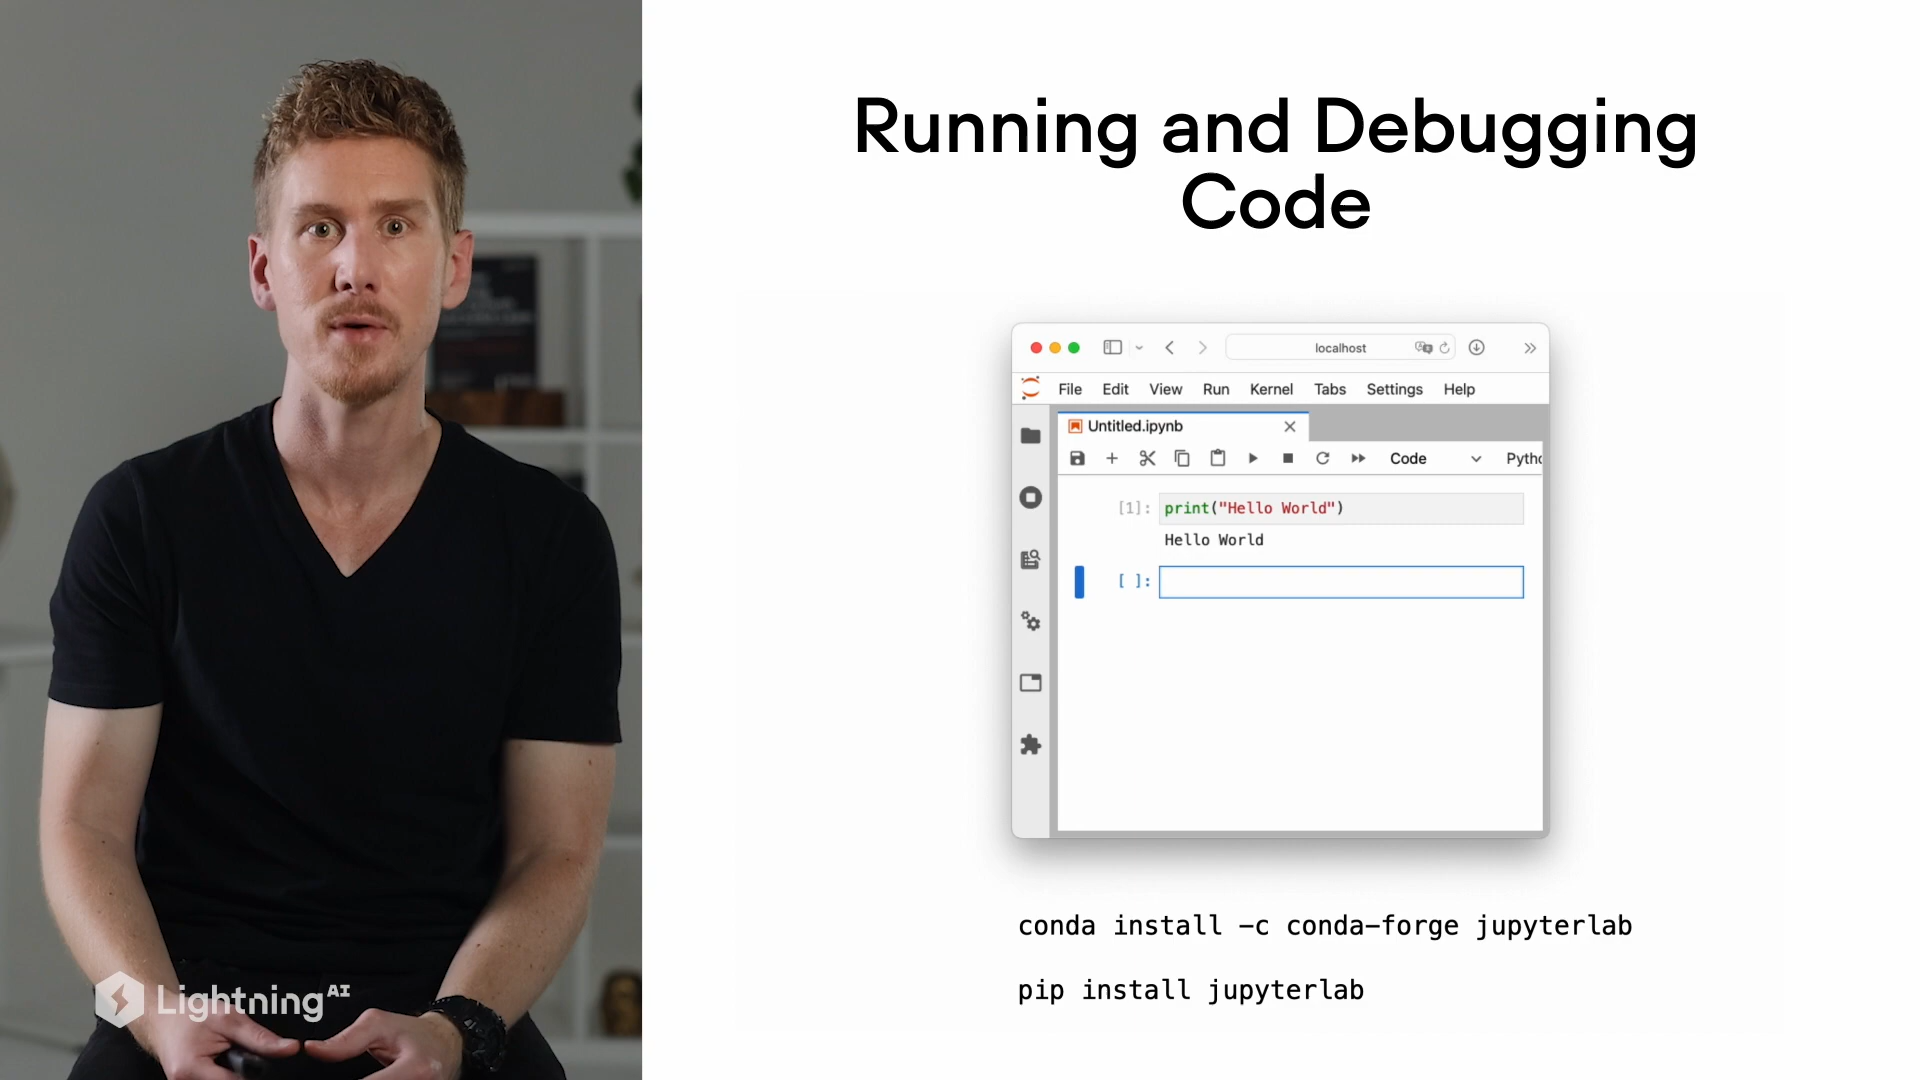 Running and Debugging
Code
localhost
File Edit View Run Kernel Tabs Settings Help
Untitled.ipynb
Code
[1]: print("Hello World")
Hello World
[ ]:
conda install -c conda-forge jupyterlab
pip install jupyterlab
Lightning AI